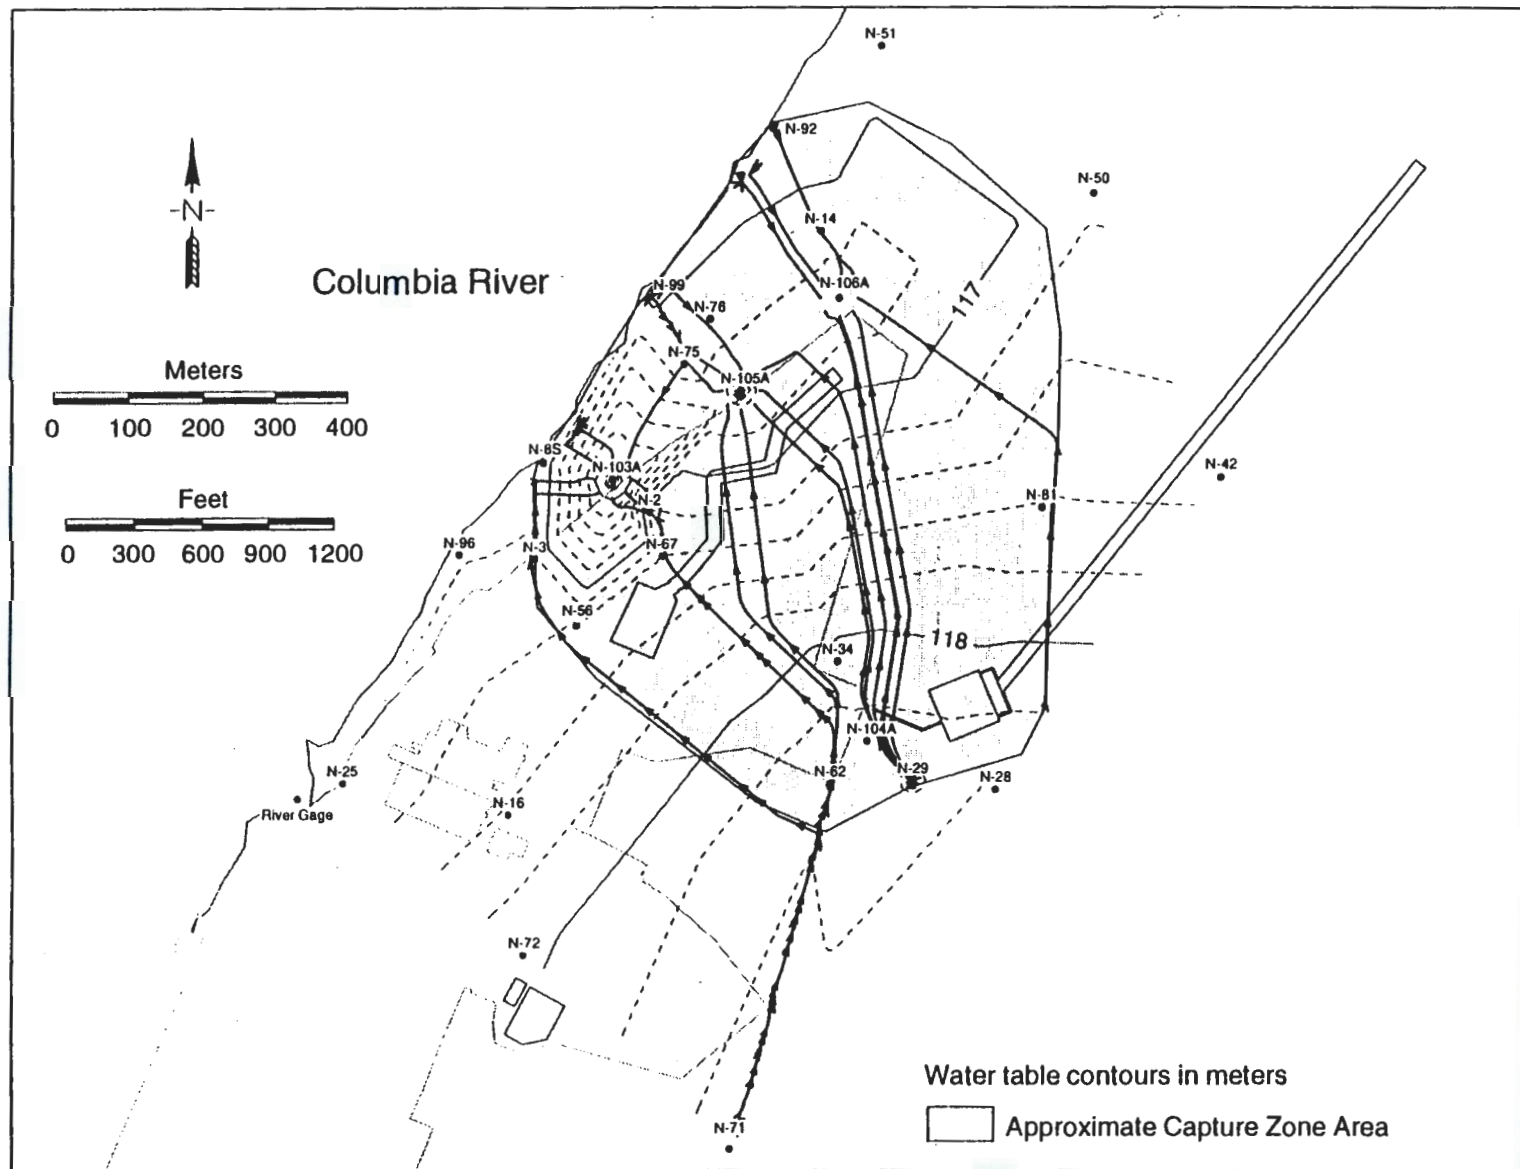 N-51
N-92
N-50
-N-
N-14
Columbia River
N-99
N-106A
N-76
117
N-75
Meters
N-105A
0 100 200 300 400
N-8S
N-103A
N-42
Feet
N-2
N-81
0 300 600 900 1200
N-96
N-3
N-67
N-56
118
N-34
N-104A
N-25
N-62
N-29
N-28
N-16
River Gage
N-72
Water table contours in meters
N-71
Approximate Capture Zone Area